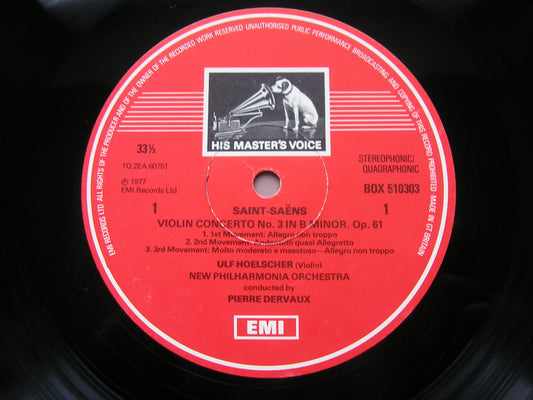 EMI RECORDS LTD ALL RIGHTS OF THE PRODUCER AND OF THE OWNER OF THE RECORDED WORK RESERVED UNAUTHORISED PUBLIC PERFORMANCE BROADCASTING AND COPYING OF THIS RECORD PROHIBITED MADE IN GT BRITAIN
HIS MASTER'S VOICE
33⅓
STEREOPHONIC/
QUADRAPHONIC
1Q 2EA 60751
℗ 1977
EMI Records Ltd
BOX 510303
1
1
SAINT-SAËNS
VIOLIN CONCERTO No. 3 IN B MINOR, Op. 61
1. 1st Movement: Allegro non troppo
2. 2nd Movement: Andantino quasi Allegretto
3. 3rd Movement: Molto moderato e maestoso—Allegro non troppo
ULF HOELSCHER (Violin)
NEW PHILHARMONIA ORCHESTRA
conducted by
PIERRE DERVAUX
EMI